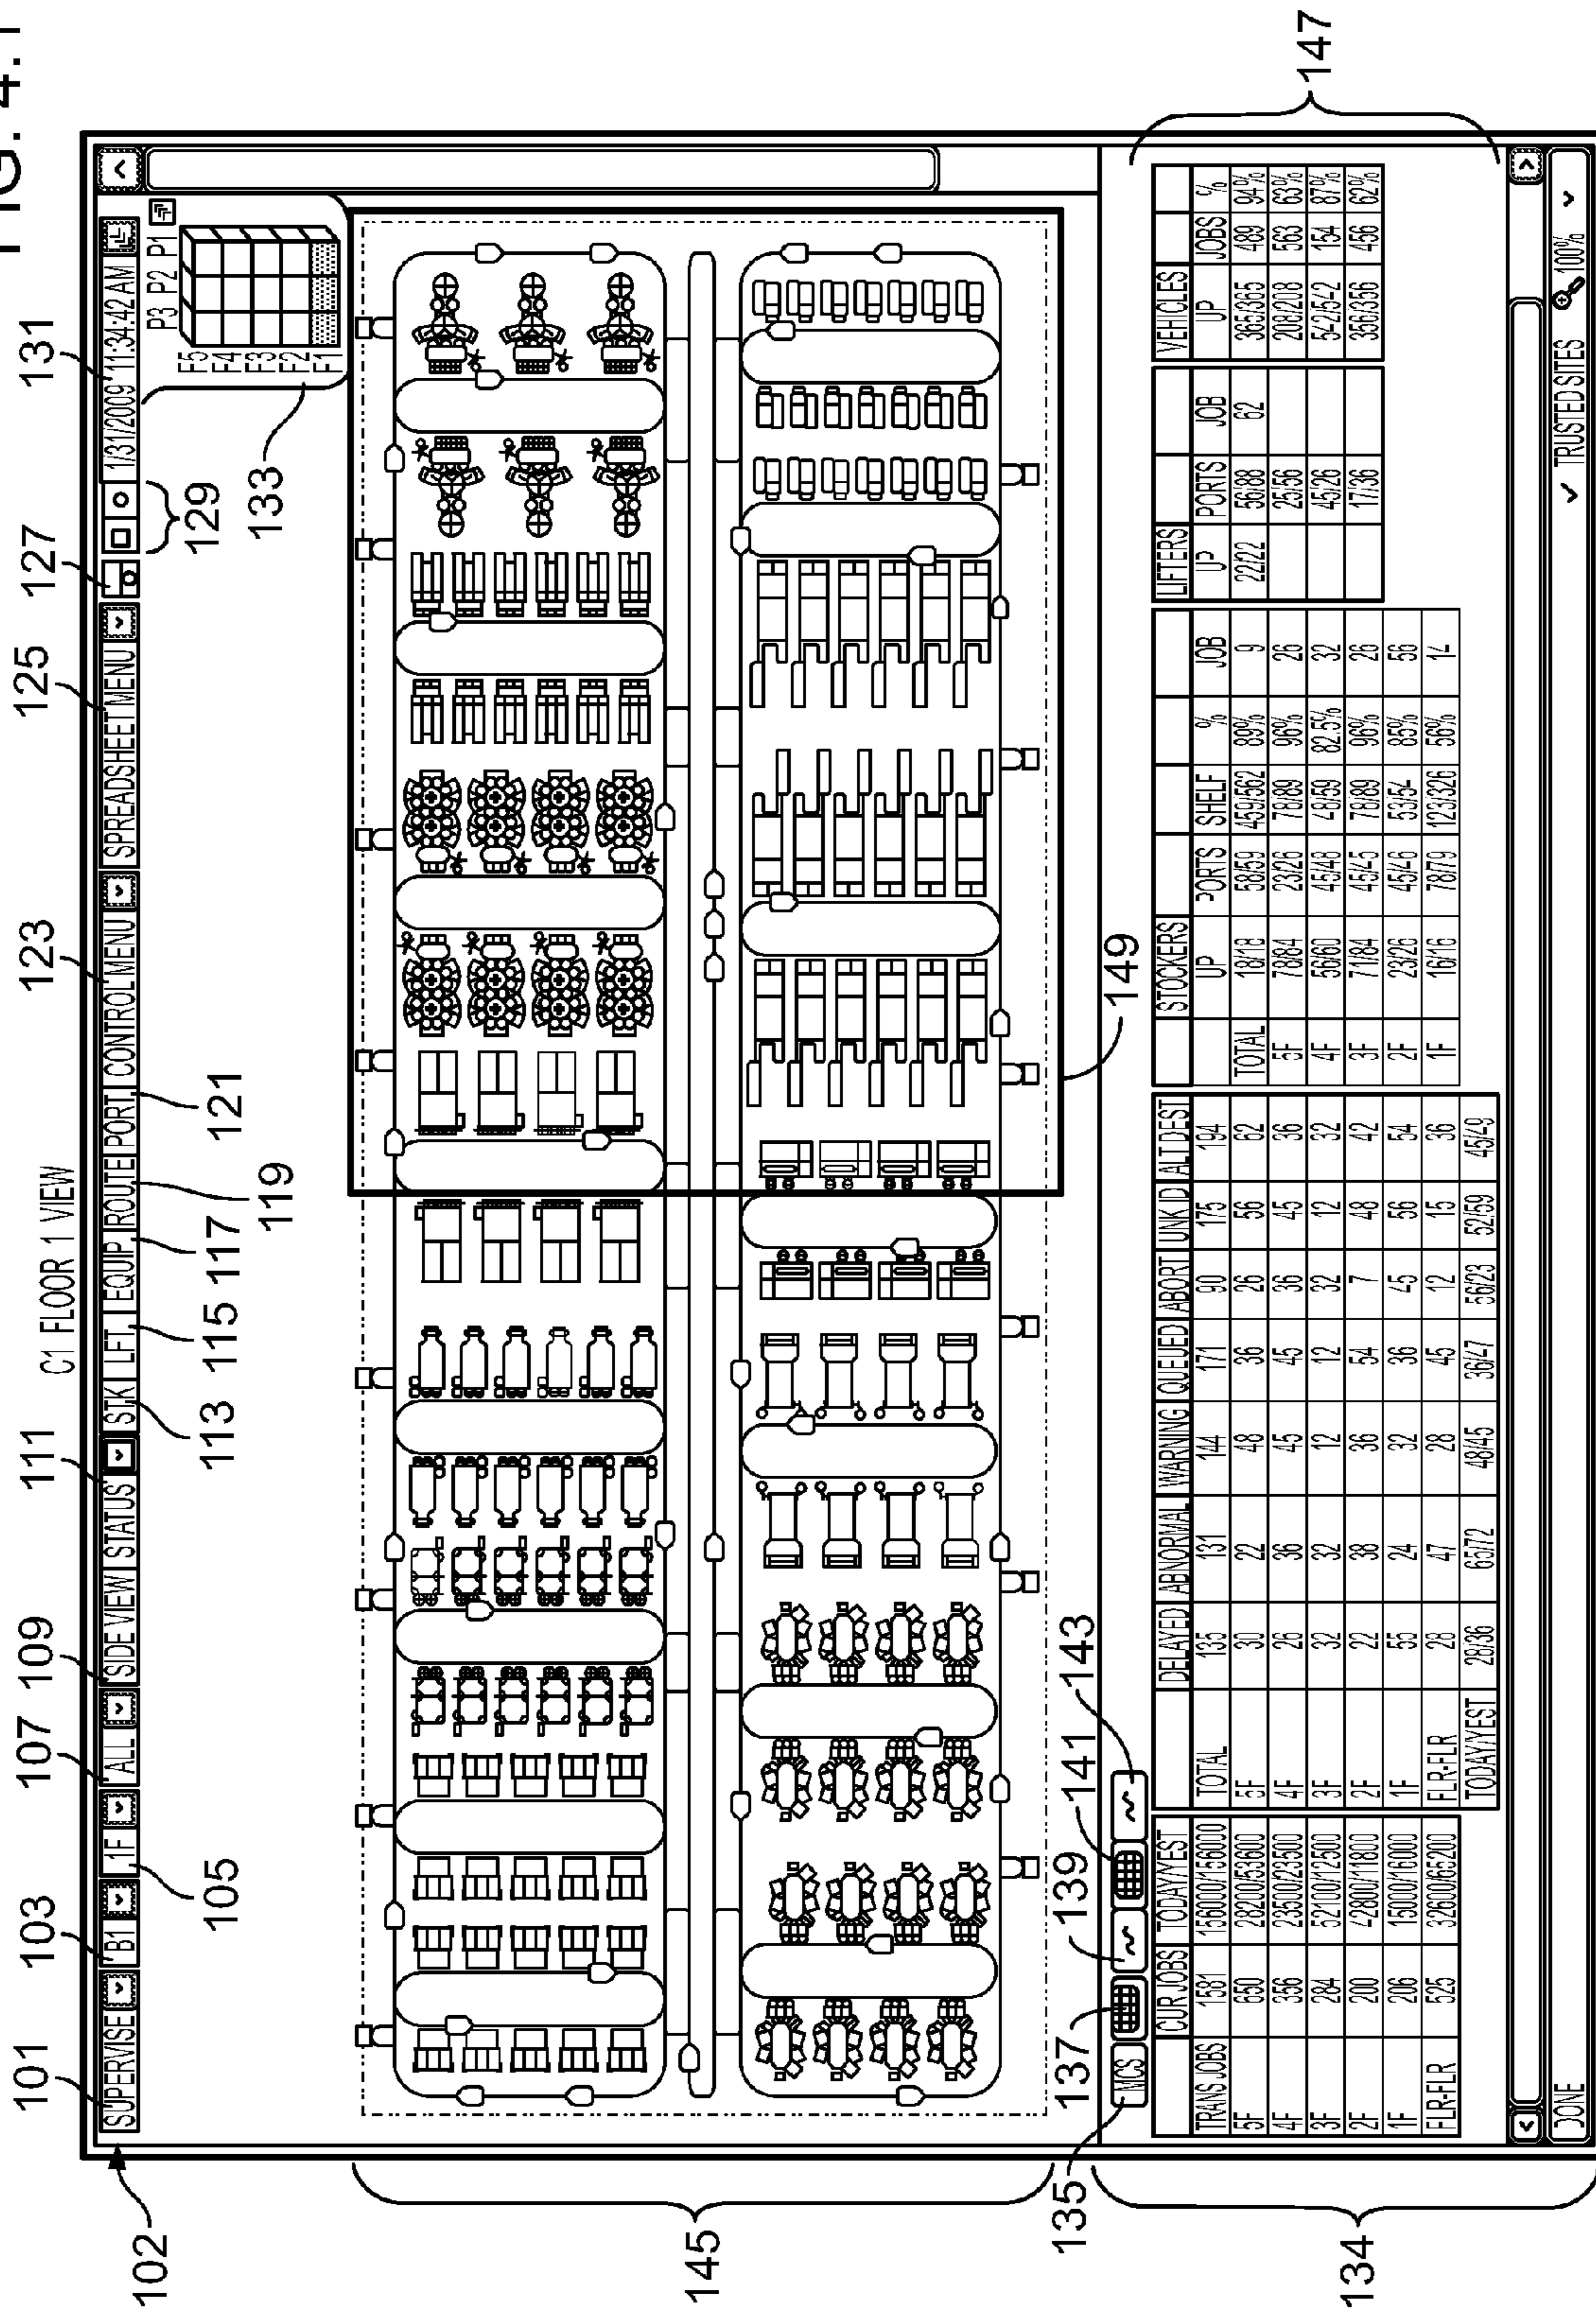 FIG. 4.1
C1 FLOOR 1 VIEW
101 103 107 109 111 123 125 127 131
102
SUPERVISE B1 1F ALL SIDE VIEW STATUS STK LFT EQUIP ROUTE PORT CONTROL MENU SPREADSHEET MENU 1/31/2009 11:34:42 AM
105 113 115 117 119 121 129 133
P3 P2 P1
F5
F4
F3
F2
F1
145
149
135 137 139 141 143
MCS
134
147
TRANS JOBS CUR JOBS TODAY/YEST
1581 156000/156000
5F 650 28200/53600
4F 356 23500/23500
3F 284 52100/12500
2F 200 42800/11800
1F 206 15000/16000
FLR-FLR 525 32600/65200
DELAYED ABNORMAL WARNING QUEUED ABORT UNK ID ALT DEST
TOTAL 135 131 144 171 90 175 194
5F 30 22 48 36 26 56 62
4F 26 36 45 45 36 45 36
3F 32 32 12 12 32 12 32
2F 22 38 36 54 7 48 42
1F 55 24 32 36 45 56 54
FLR-FLR 28 47 28 45 12 15 36
TODAY/YEST 28/36 65/72 48/45 36/47 56/23 52/59 45/49
STOCKERS
UP PORTS SHELF % JOB
TOTAL 18/18 58/59 459/562 89% 9
5F 78/84 23/26 78/89 96% 26
4F 56/60 45/48 48/59 82.5% 32
3F 77/84 45/45 78/89 96% 26
2F 23/26 45/46 53/54 85% 56
1F 16/16 78/79 123/326 56% 14
LIFTERS
UP PORTS JOB
22/22 56/88 62
25/56
45/26
17/36
VEHICLES
UP JOBS %
365/365 489 94%
208/208 563 63%
542/542 154 87%
356/356 456 62%
DONE TRUSTED SITES 100%